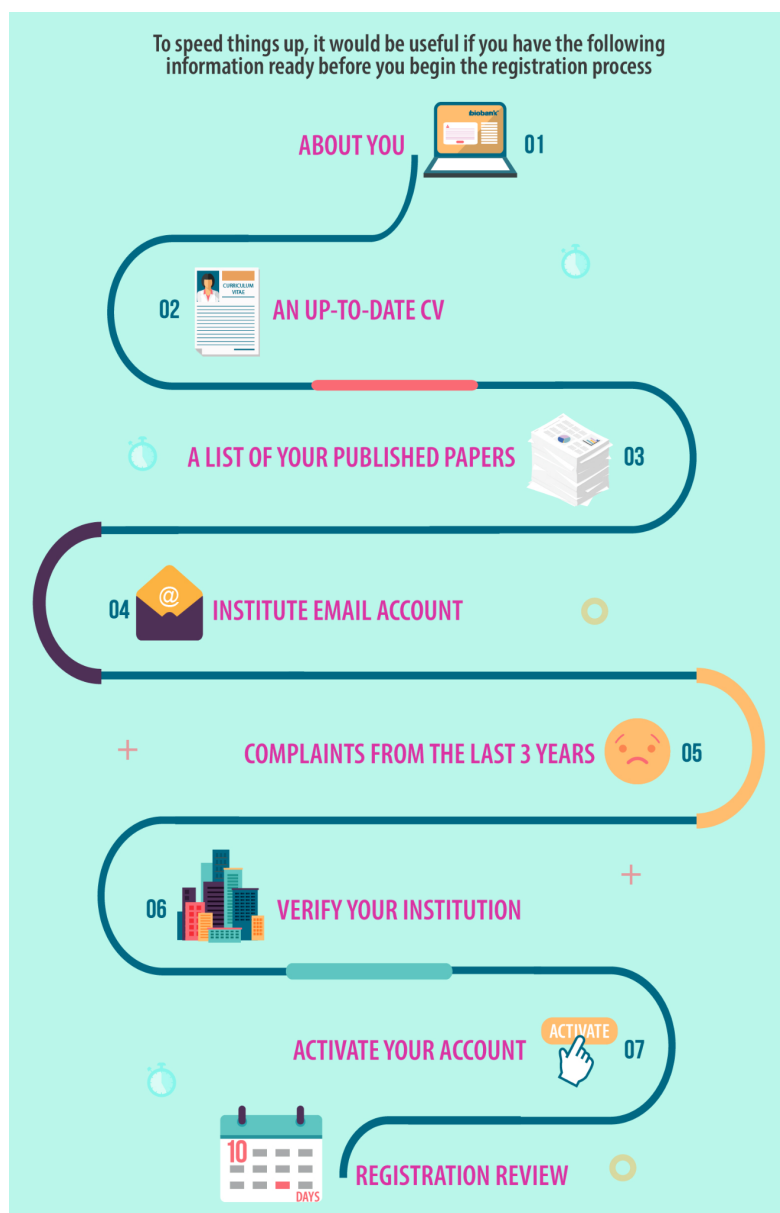 To speed things up, it would be useful if you have the following
information ready before you begin the registration process
biobank
ABOUT YOU
01
CURRICULUM
VITAE
02
AN UP-TO-DATE CV
A LIST OF YOUR PUBLISHED PAPERS
03
@
04
INSTITUTE EMAIL ACCOUNT
COMPLAINTS FROM THE LAST 3 YEARS
05
06
VERIFY YOUR INSTITUTION
ACTIVATE
ACTIVATE YOUR ACCOUNT
07
10
DAYS
REGISTRATION REVIEW